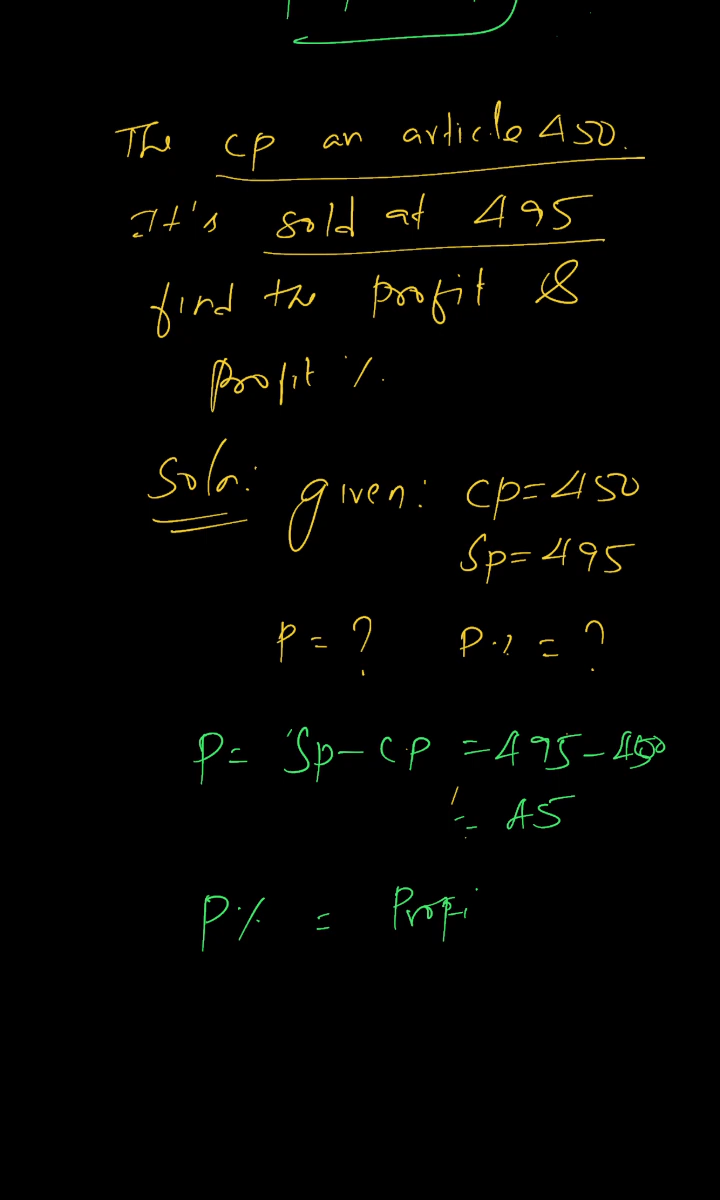 The cp an article 450.
It's sold at 495
find the profit &
profit %.
Soln: given: cp=450
Sp=495
P = ? P% = ?
P= Sp-CP =495-450
= 45
P% = Profi